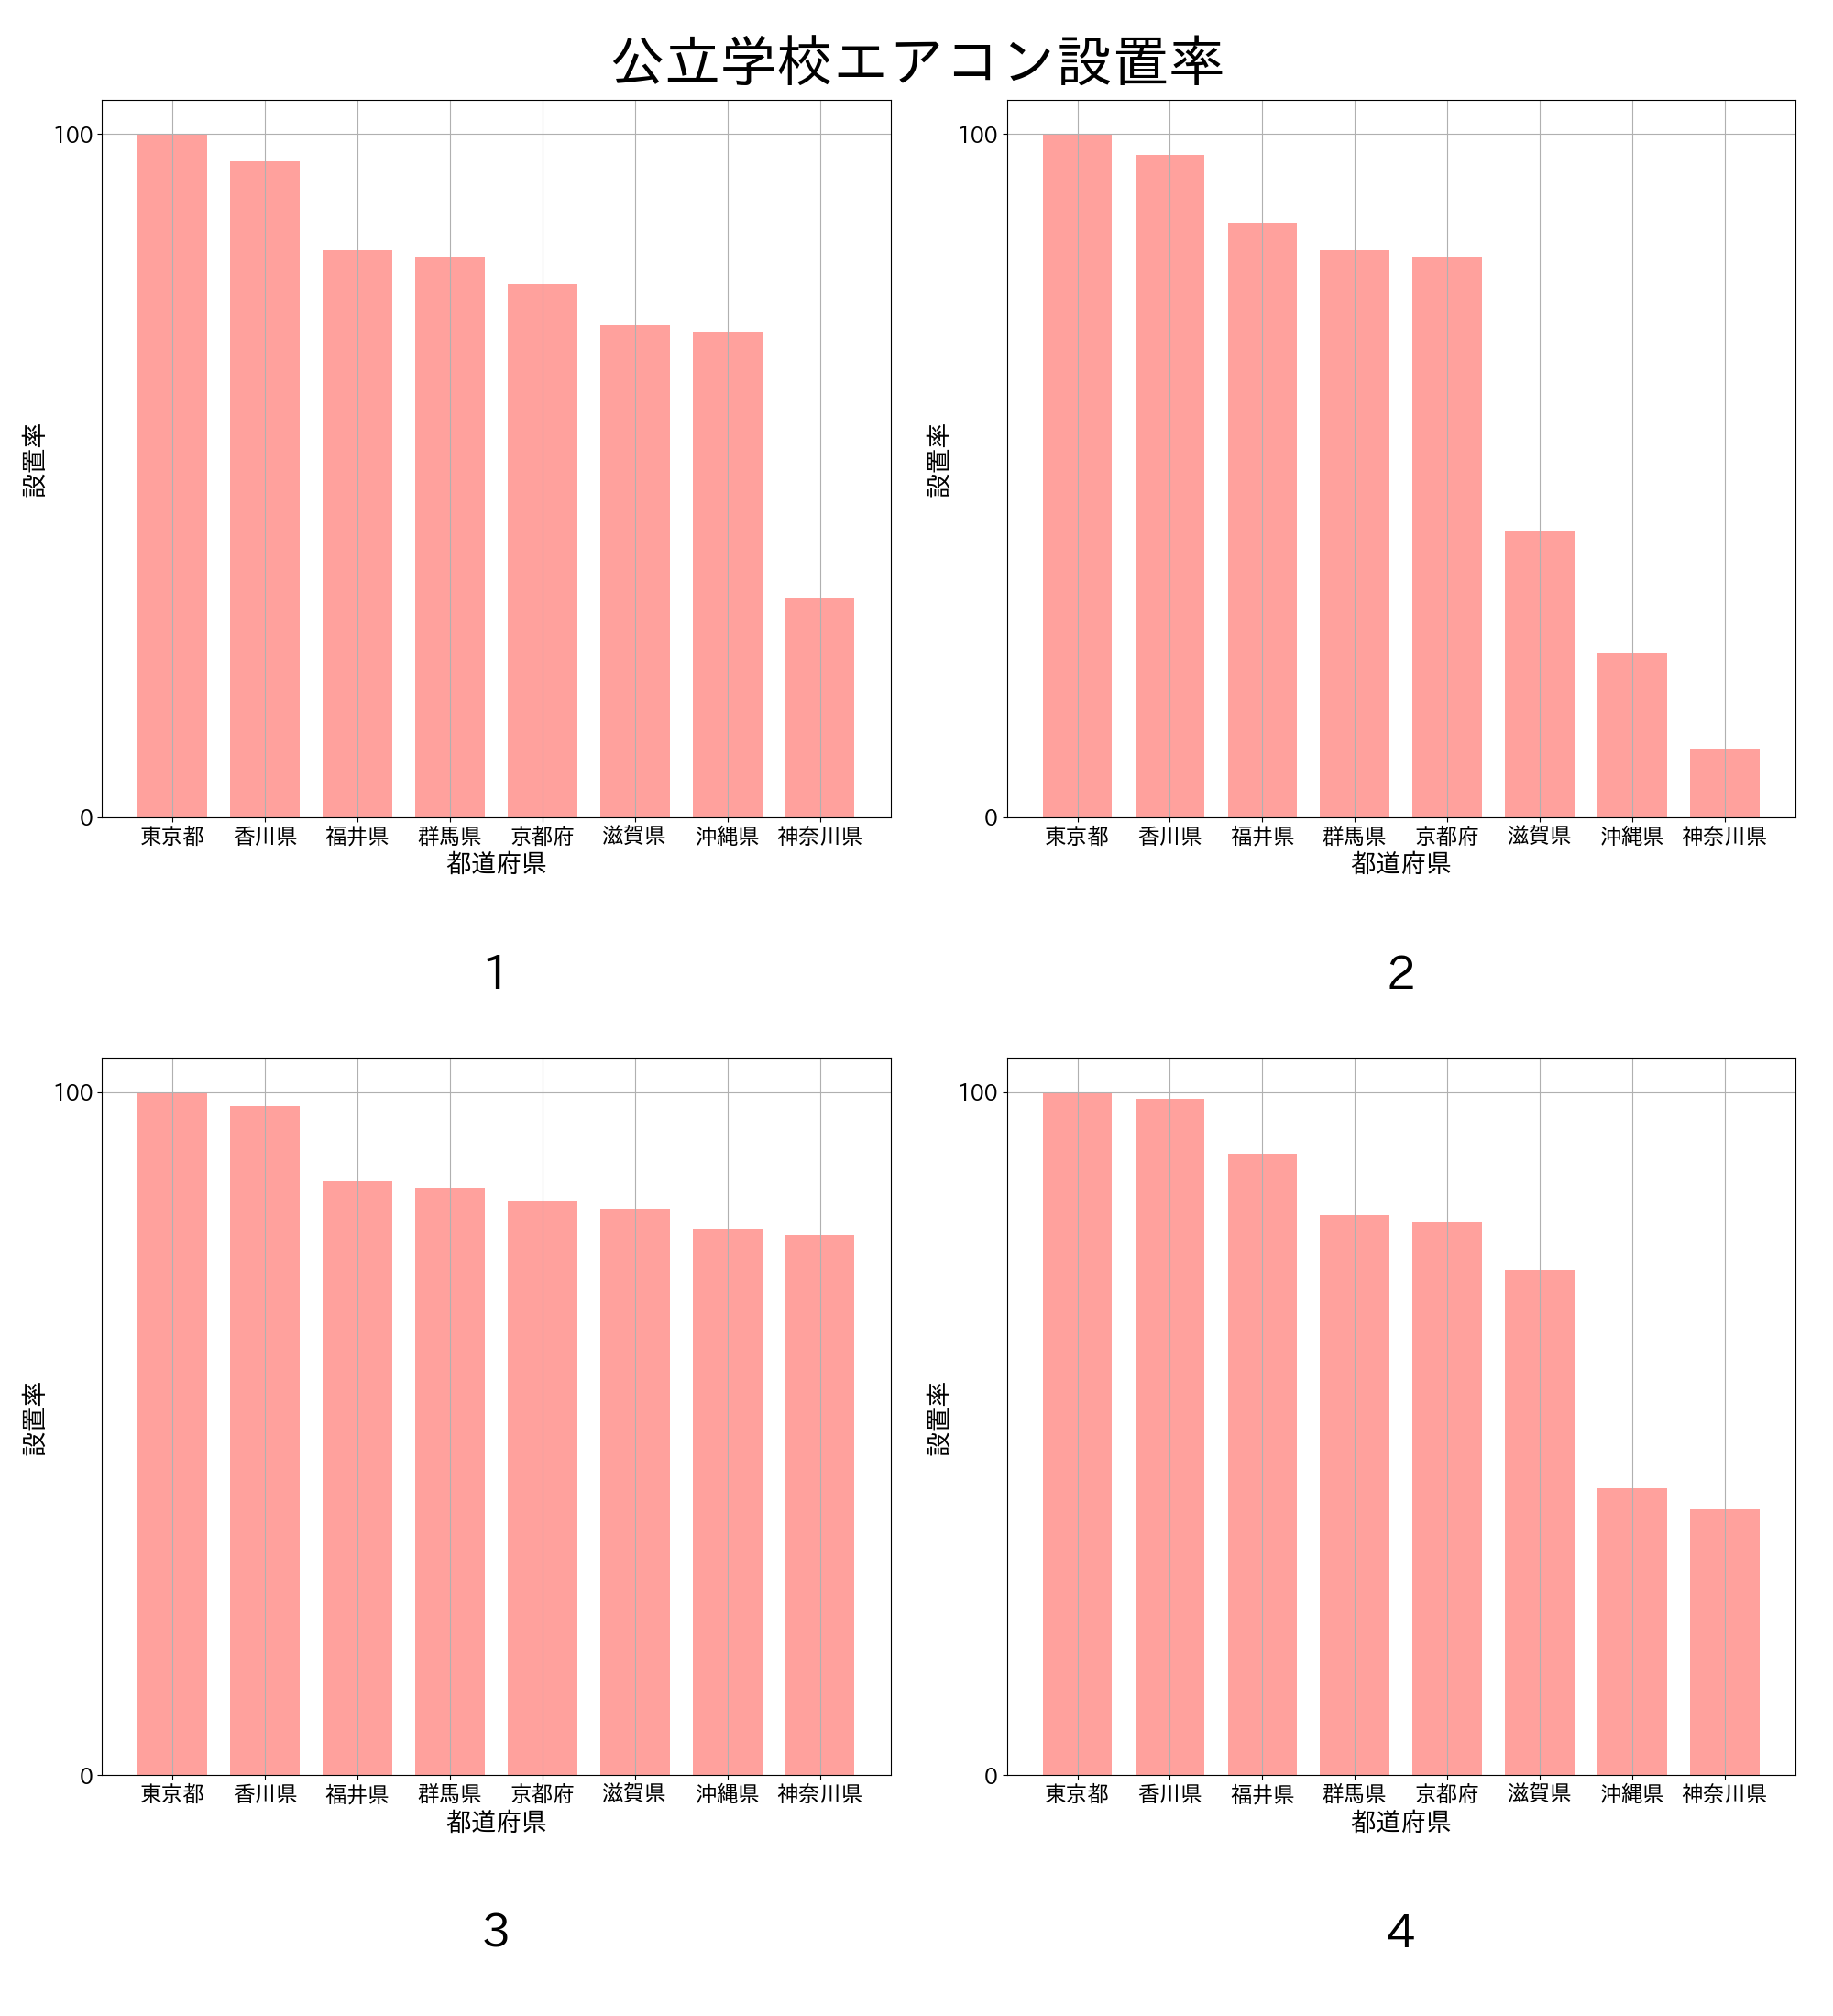 公立学校エアコン設置率
100
0
設置率
東京都 香川県 福井県 群馬県 京都府 滋賀県 沖縄県 神奈川県
都道府県
1
100
0
設置率
東京都 香川県 福井県 群馬県 京都府 滋賀県 沖縄県 神奈川県
都道府県
2
100
0
設置率
東京都 香川県 福井県 群馬県 京都府 滋賀県 沖縄県 神奈川県
都道府県
3
100
0
設置率
東京都 香川県 福井県 群馬県 京都府 滋賀県 沖縄県 神奈川県
都道府県
4